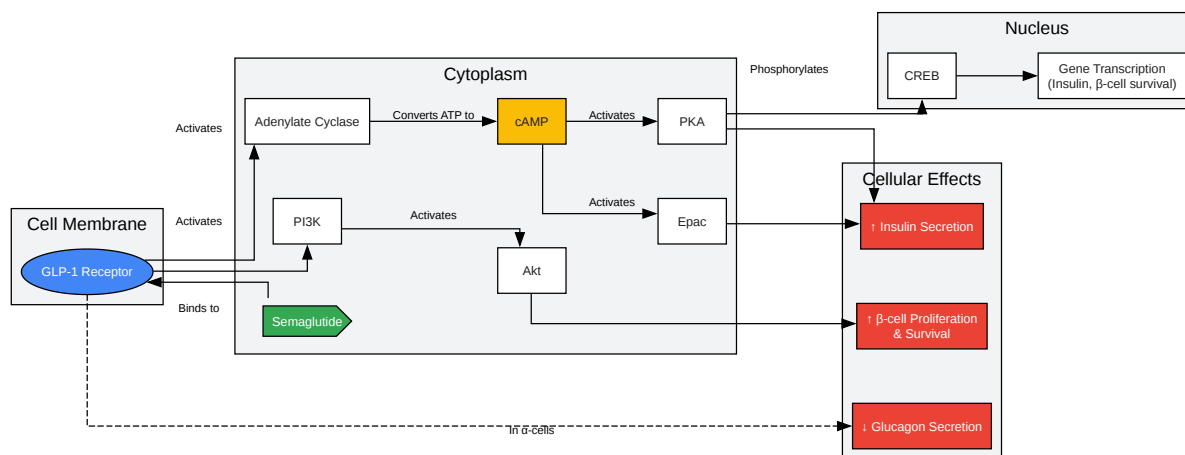 Nucleus
Phosphorylates
CREB
Gene Transcription
(Insulin, β-cell survival)
Cytoplasm
Activates
Adenylate Cyclase
Converts ATP to
cAMP
Activates
PKA
Cellular Effects
Cell Membrane
Activates
PI3K
Activates
Activates
Epac
↑ Insulin Secretion
GLP-1 Receptor
Akt
Binds to
Semaglutide
↑ β-cell Proliferation
& Survival
In α-cells
↓ Glucagon Secretion